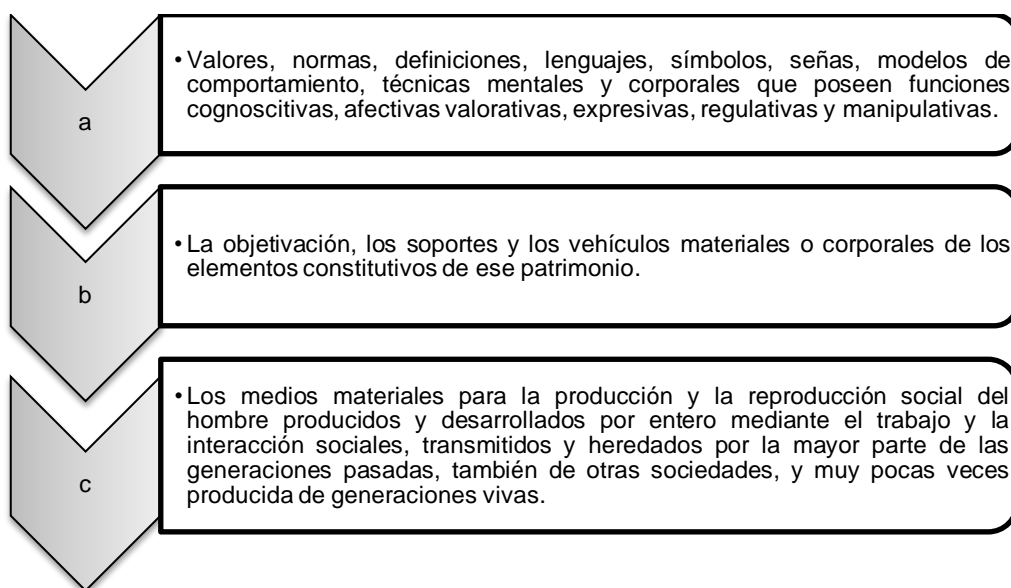 a
• Valores, normas, definiciones, lenguajes, símbolos, señas, modelos de
comportamiento, técnicas mentales y corporales que poseen funciones
cognoscitivas, afectivas valorativas, expresivas, regulativas y manipulativas.
b
• La objetivación, los soportes y los vehículos materiales o corporales de los
elementos constitutivos de ese patrimonio.
c
• Los medios materiales para la producción y la reproducción social del
hombre producidos y desarrollados por entero mediante el trabajo y la
interacción sociales, transmitidos y heredados por la mayor parte de las
generaciones pasadas, también de otras sociedades, y muy pocas veces
producida de generaciones vivas.